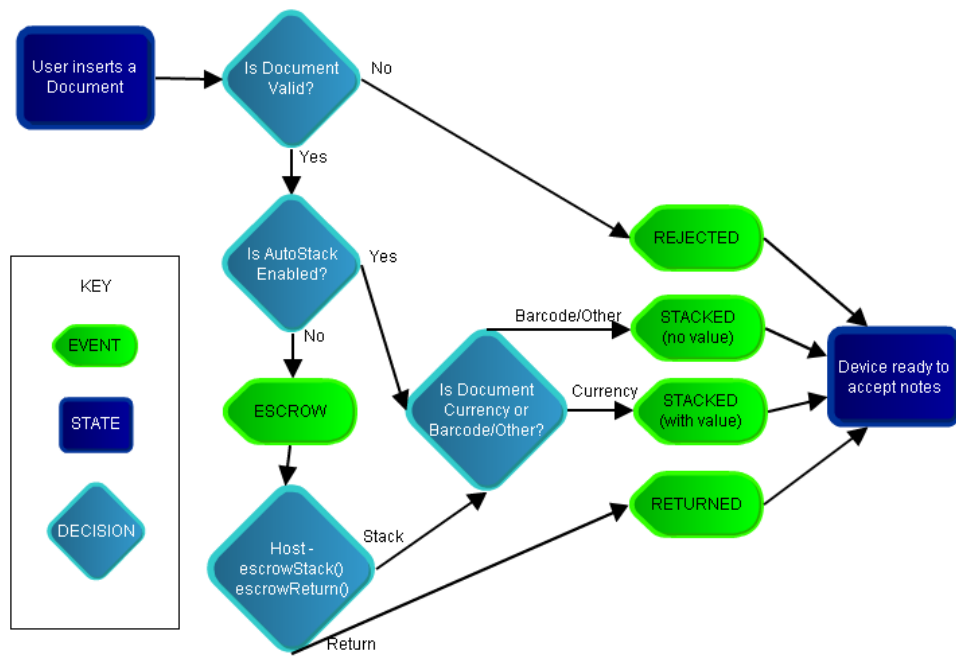 User inserts a
Document
Is Document
Valid?
No
Yes
Is AutoStack
Enabled?
Yes
No
ESCROW
Host -
escrowStack()
escrowReturn()
Stack
Return
Is Document
Currency or
Barcode/Other?
Barcode/Other
Currency
REJECTED
STACKED
(no value)
STACKED
(with value)
RETURNED
Device ready to
accept notes
KEY
EVENT
STATE
DECISION